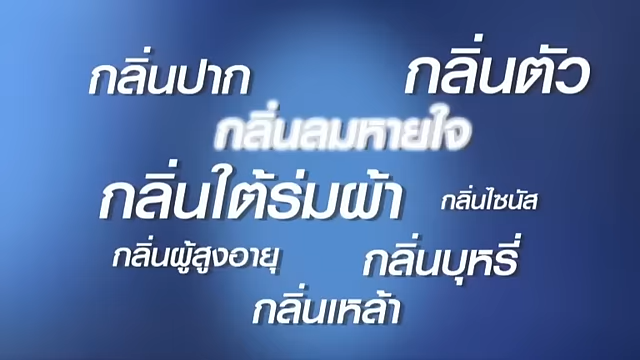 กลิ่นปาก กลิ่นตัว
กลิ่นลมหายใจ
กลิ่นใต้ร่มผ้า กลิ่นไซนัส
กลิ่นผู้สูงอายุ กลิ่นบุหรี่
กลิ่นเหล้า